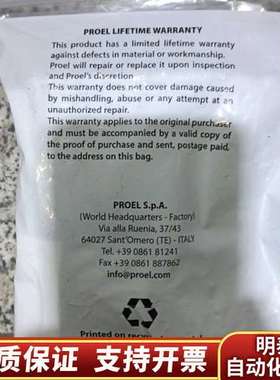 PROEL LIFETIME WARRANTY
This product has a limited lifetime warranty
against defects in material or workmanship.
Proel will repair or replace it upon inspection
and Proel's discretion
This warranty does not cover damage caused
by mishandling, abuse or any attempt at an
unauthorized repair.
This warranty applies to the original purchaser
and must be accompanied by a valid copy of
the proof of purchase and sent, postage paid,
to the address on this bag.
PROEL S.p.A.
(World Headquarters - Factory)
Via alla Ruenia, 37/43
64027 Sant'Omero (TE) - ITALY
Tel +39 0861 81241
Fax +39 0861 887862
info@proel.com
Printed on
质保证 支持开票
自动化